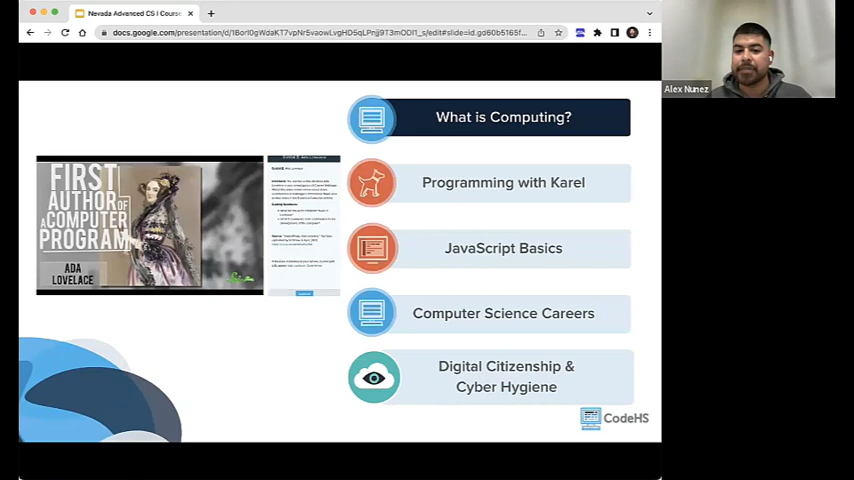 Nevada Advanced CS I Course
docs.google.com/presentation/d/1BorI0gWdaKT7vpNr5vaowLvgHD5qLPnjj9T3mODI1_s/edit#slide=id.gd60b5165f...
Alex Nunez
What is Computing?
FIRST
AUTHOR OF
A COMPUTER
PROGRAM
ADA
LOVELACE
Programming with Karel
JavaScript Basics
Computer Science Careers
Digital Citizenship &
Cyber Hygiene
CodeHS